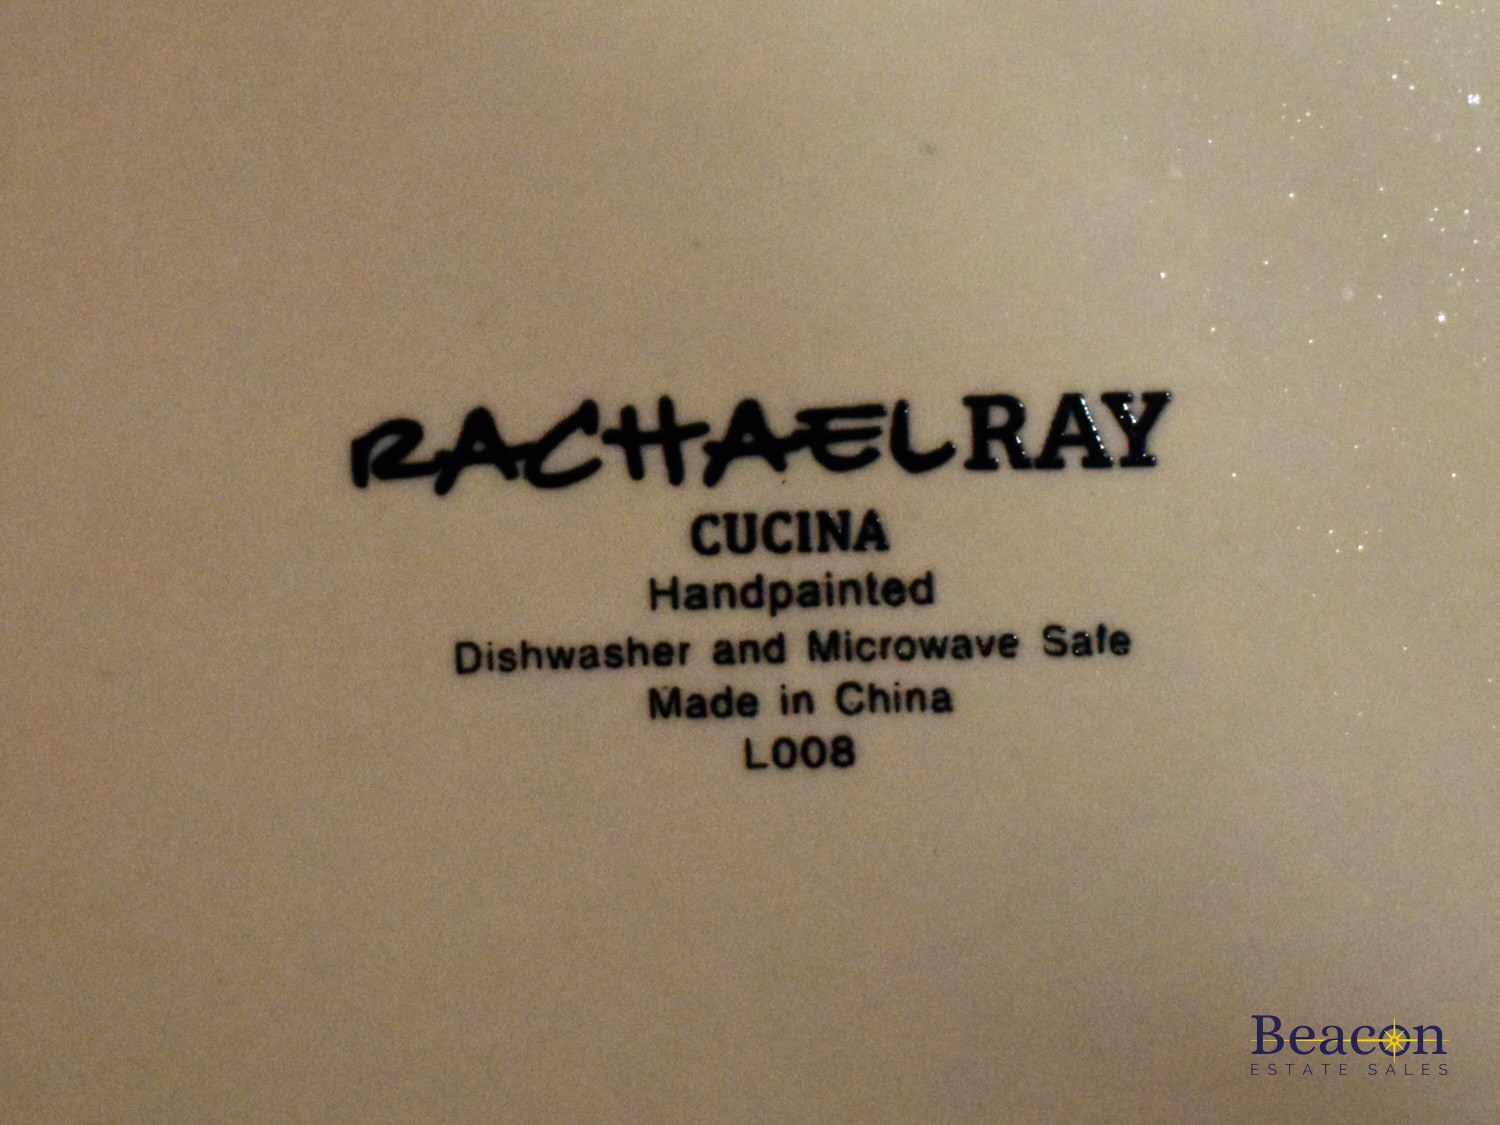 RACHAELRAY
CUCINA
Handpainted
Dishwasher and Microwave Safe
Made in China
L008
Beacon
ESTATE SALES